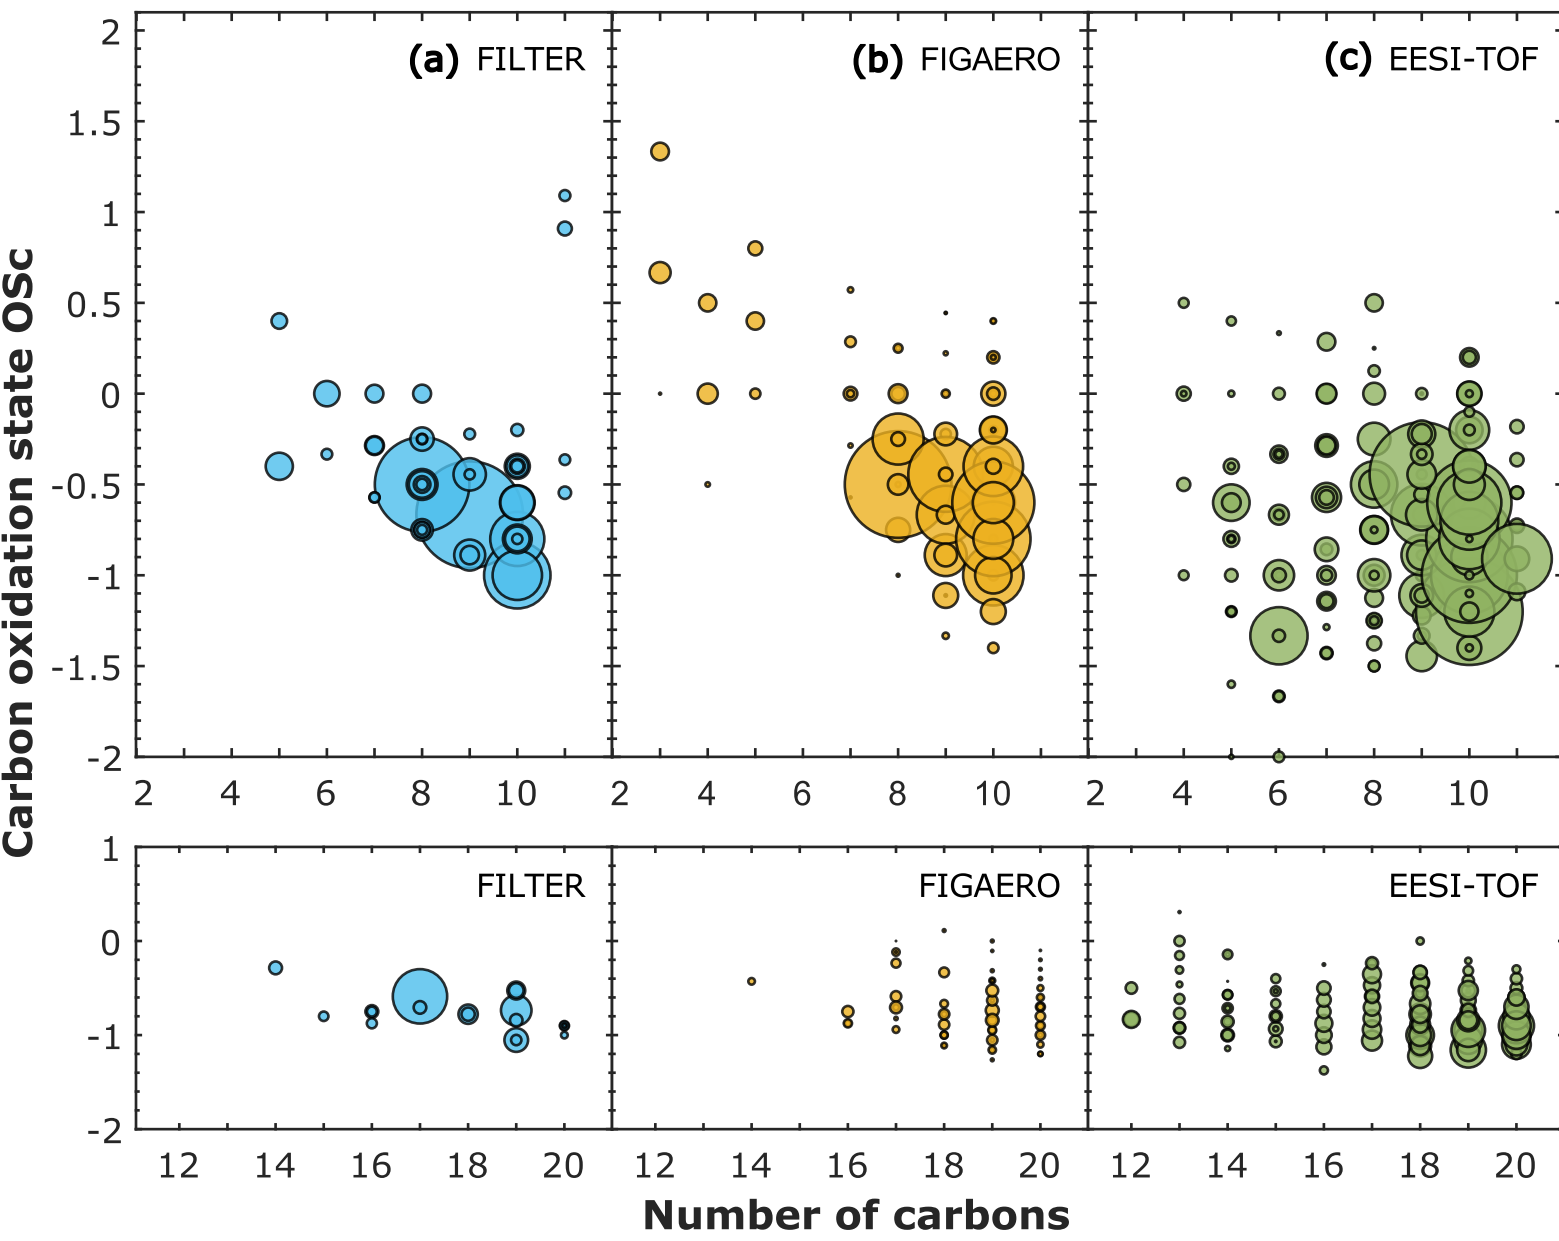 (a) FILTER (b) FIGAERO (c) EESI-TOF
2
1.5
1
0.5
0
-0.5
-1
-1.5
-2
Carbon oxidation state OSc
2 4 6 8 10 2 4 6 8 10 2 4 6 8 10
FILTER FIGAERO EESI-TOF
1
0
-1
-2
12 14 16 18 20 12 14 16 18 20 12 14 16 18 20
Number of carbons